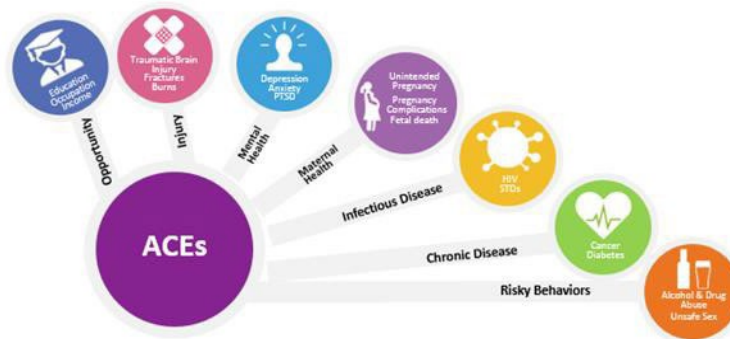 Education
Occupation
Income
Opportunity
Traumatic Brain
Injury
Fractures
Burns
Injury
Depression
Anxiety
PTSD
Mental
Health
Unintended
Pregnancy
Pregnancy
Complications
Fetal death
Maternal
Health
HIV
STDs
Infectious Disease
Cancer
Diabetes
Chronic Disease
Alcohol & Drug
Abuse
Unsafe Sex
Risky Behaviors
ACEs